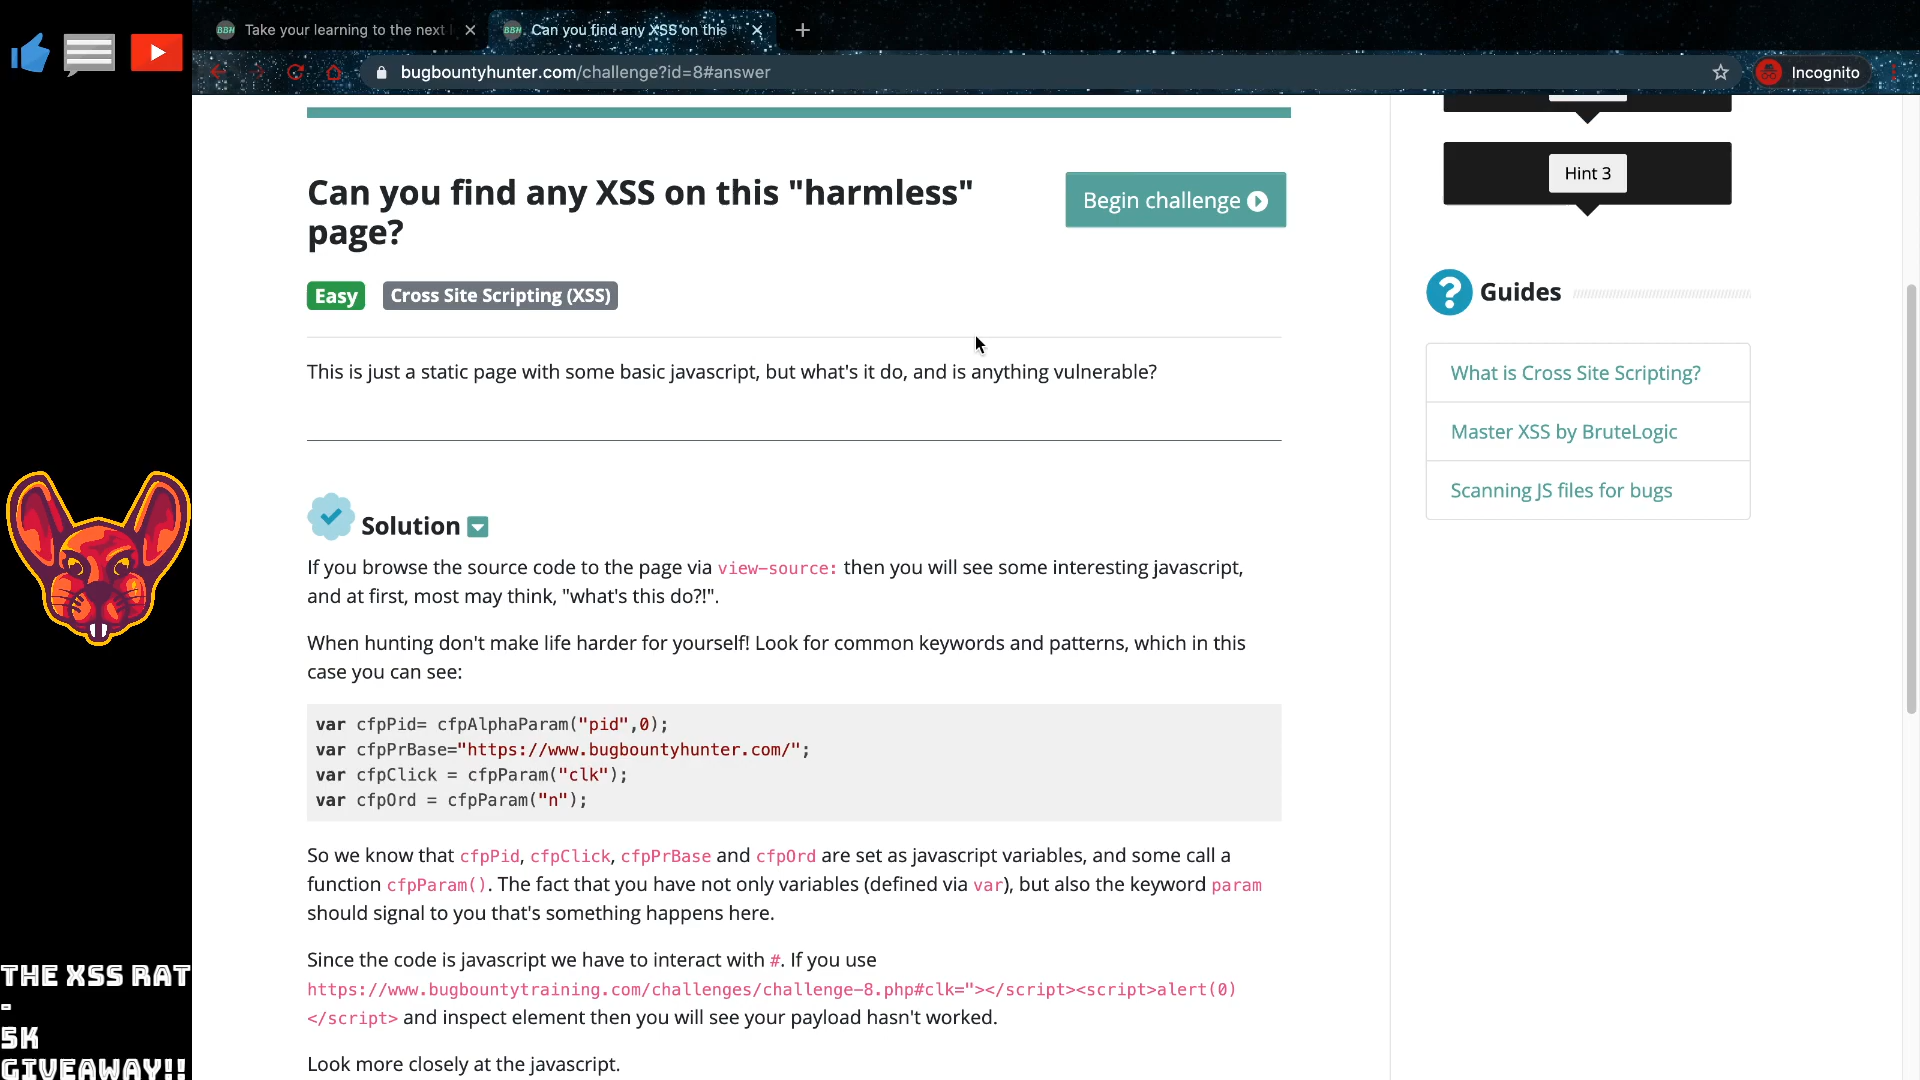 BBH Take your learning to the next l
BBH Can you find any XSS on this
bugbountyhunter.com/challenge?id=8#answer
Incognito
Can you find any XSS on this "harmless"
page?
Begin challenge
Easy
Cross Site Scripting (XSS)
This is just a static page with some basic javascript, but what's it do, and is anything vulnerable?
Solution
If you browse the source code to the page via view-source: then you will see some interesting javascript,
and at first, most may think, "what's this do?!".
When hunting don't make life harder for yourself! Look for common keywords and patterns, which in this
case you can see:
var cfpPid= cfpAlphaParam("pid",0);
var cfpPrBase="https://www.bugbountyhunter.com/";
var cfpClick = cfpParam("clk");
var cfpOrd = cfpParam("n");
So we know that cfpPid, cfpClick, cfpPrBase and cfpOrd are set as javascript variables, and some call a
function cfpParam(). The fact that you have not only variables (defined via var), but also the keyword param
should signal to you that's something happens here.
Since the code is javascript we have to interact with #. If you use
https://www.bugbountytraining.com/challenges/challenge-8.php#clk="></script><script>alert(0)
</script> and inspect element then you will see your payload hasn't worked.
Look more closely at the javascript.
Hint 3
Guides
What is Cross Site Scripting?
Master XSS by BruteLogic
Scanning JS files for bugs
THE XSS RAT
-
5K
GIVEAWAY!!